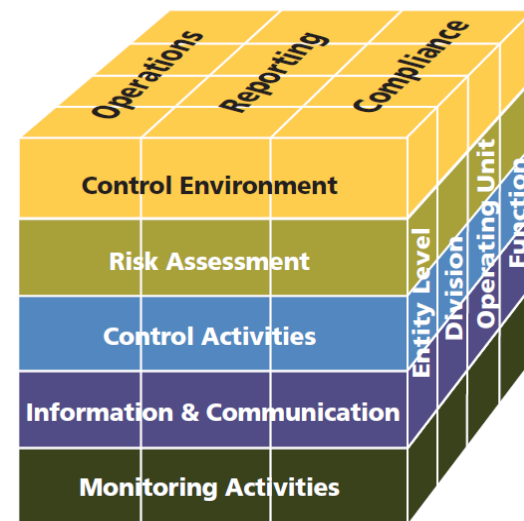 Operations
Reporting
Compliance
Control Environment
Risk Assessment
Control Activities
Information & Communication
Monitoring Activities
Entity Level
Division
Operating Unit
Function